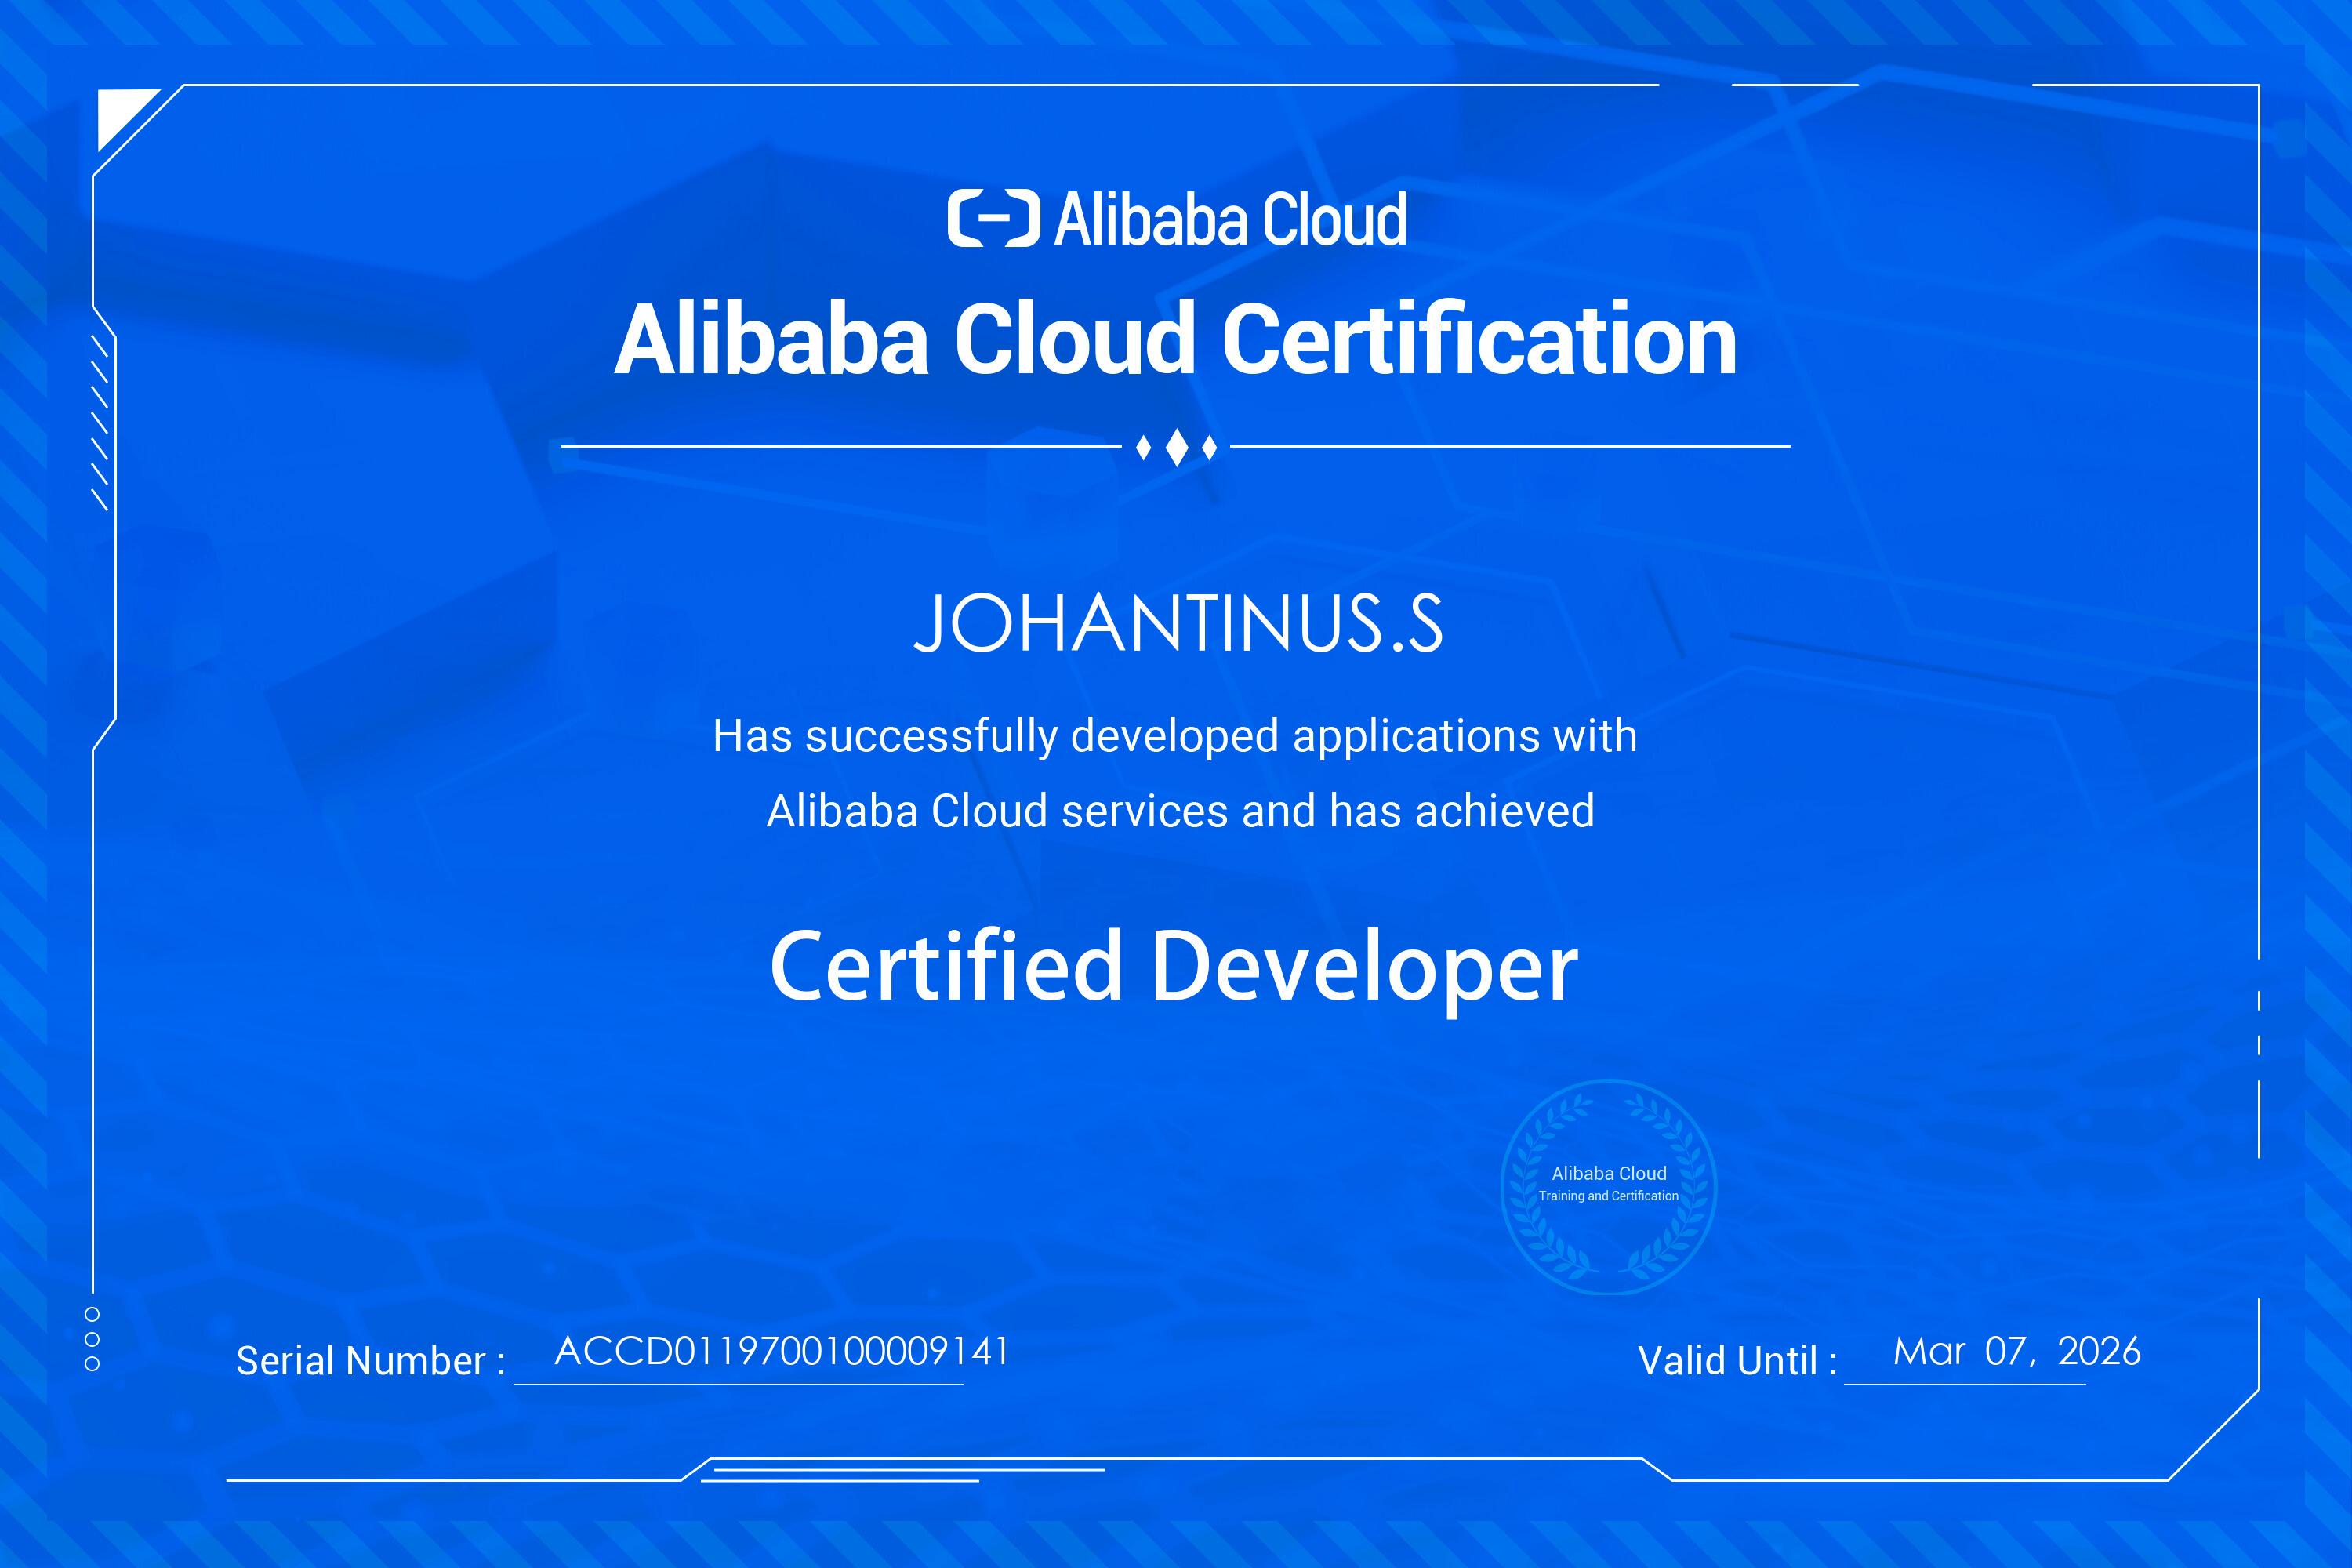 Alibaba Cloud
Alibaba Cloud Certification
JOHANTINUS.S
Has successfully developed applications with
Alibaba Cloud services and has achieved
Certified Developer
Alibaba Cloud
Training and Certification
Serial Number : ACCD01197001000009141
Valid Until : Mar 07, 2026